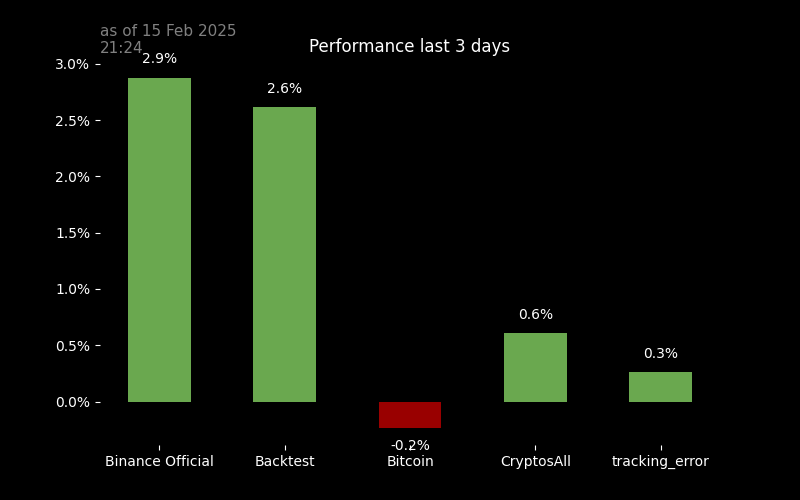 as of 15 Feb 2025
21:24
Performance last 3 days
3.0%
2.5%
2.0%
1.5%
1.0%
0.5%
0.0%
2.9%
2.6%
-0.2%
0.6%
0.3%
Binance Official
Backtest
Bitcoin
CryptosAll
tracking_error